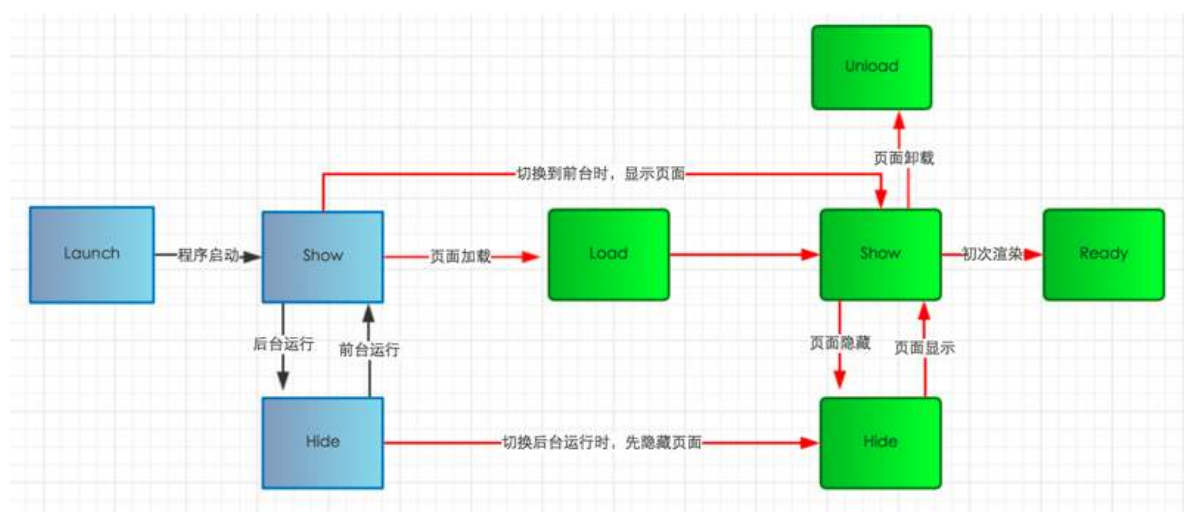 Unload
页面卸载
切换到前台时，显示页面
Launch
程序启动
Show
页面加载
Load
Show
初次渲染
Ready
后台运行
前台运行
页面隐藏
页面显示
Hide
切换后台运行时，先隐藏页面
Hide